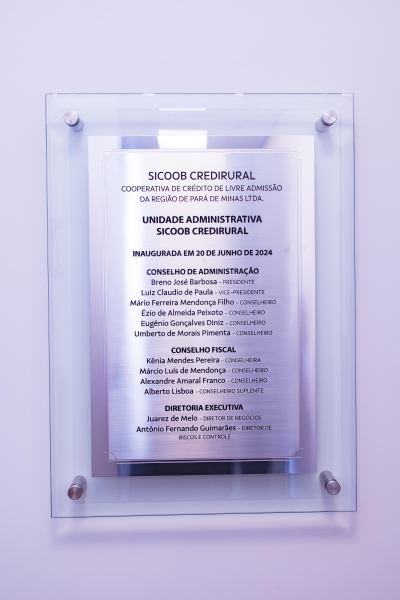 SICOOB CREDIRURAL
COOPERATIVA DE CRÉDITO DE LIVRE ADMISSÃO
DA REGIÃO DE PARÁ DE MINAS LTDA.
UNIDADE ADMINISTRATIVA
SICOOB CREDIRURAL
INAUGURADA EM 20 DE JUNHO DE 2024
CONSELHO DE ADMINISTRAÇÃO
Breno José Barbosa - PRESIDENTE
Luiz Claudio de Paula - VICE-PRESIDENTE
Mário Ferreira Mendonça Filho - CONSELHEIRO
Ézio de Almeida Peixoto - CONSELHEIRO
Eugênio Gonçalves Diniz - CONSELHEIRO
Umberto de Morais Pimenta - CONSELHEIRO
CONSELHO FISCAL
Kênia Mendes Pereira - CONSELHEIRA
Márcio Luís de Mendonça - CONSELHEIRO
Alexandre Amaral Franco - CONSELHEIRO
Alberto Lisboa - CONSELHEIRO SUPLENTE
DIRETORIA EXECUTIVA
Juarez de Melo - DIRETOR DE NEGÓCIOS
Antônio Fernando Guimarães - DIRETOR DE
RISCOS E CONTROLE